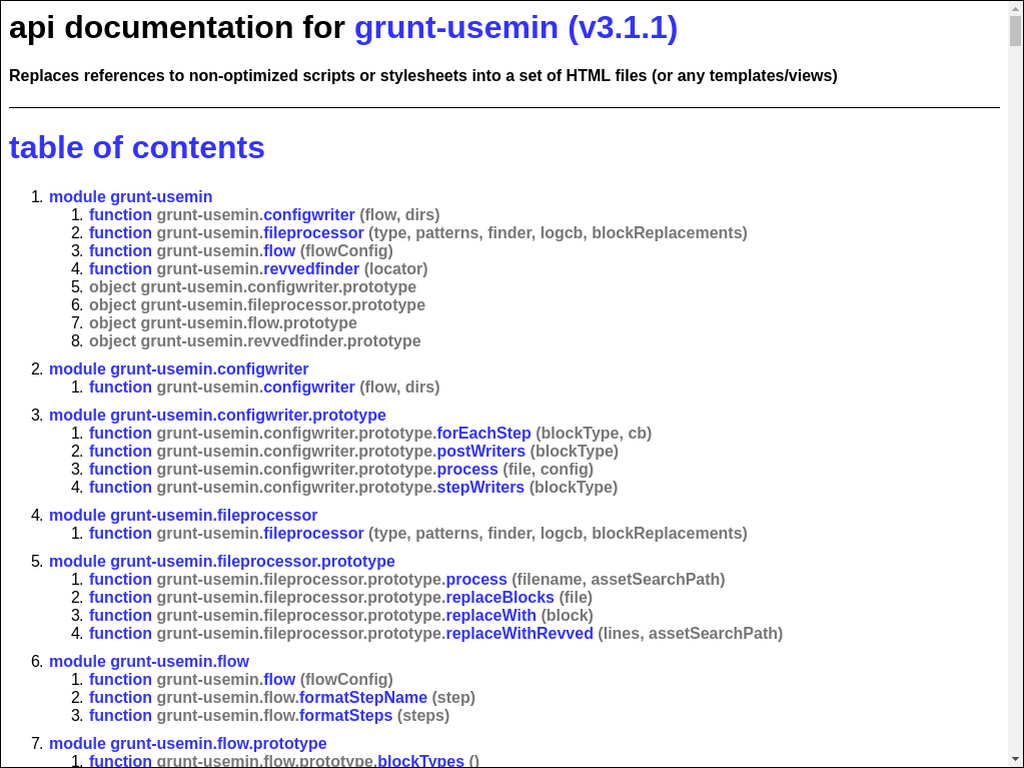 api documentation for grunt-usemin (v3.1.1)
Replaces references to non-optimized scripts or stylesheets into a set of HTML files (or any templates/views)
table of contents
1. module grunt-usemin
1. function grunt-usemin.configwriter (flow, dirs)
2. function grunt-usemin.fileprocessor (type, patterns, finder, logcb, blockReplacements)
3. function grunt-usemin.flow (flowConfig)
4. function grunt-usemin.revvedfinder (locator)
5. object grunt-usemin.configwriter.prototype
6. object grunt-usemin.fileprocessor.prototype
7. object grunt-usemin.flow.prototype
8. object grunt-usemin.revvedfinder.prototype
2. module grunt-usemin.configwriter
1. function grunt-usemin.configwriter (flow, dirs)
3. module grunt-usemin.configwriter.prototype
1. function grunt-usemin.configwriter.prototype.forEachStep (blockType, cb)
2. function grunt-usemin.configwriter.prototype.postWriters (blockType)
3. function grunt-usemin.configwriter.prototype.process (file, config)
4. function grunt-usemin.configwriter.prototype.stepWriters (blockType)
4. module grunt-usemin.fileprocessor
1. function grunt-usemin.fileprocessor (type, patterns, finder, logcb, blockReplacements)
5. module grunt-usemin.fileprocessor.prototype
1. function grunt-usemin.fileprocessor.prototype.process (filename, assetSearchPath)
2. function grunt-usemin.fileprocessor.prototype.replaceBlocks (file)
3. function grunt-usemin.fileprocessor.prototype.replaceWith (block)
4. function grunt-usemin.fileprocessor.prototype.replaceWithRevved (lines, assetSearchPath)
6. module grunt-usemin.flow
1. function grunt-usemin.flow (flowConfig)
2. function grunt-usemin.flow.formatStepName (step)
3. function grunt-usemin.flow.formatSteps (steps)
7. module grunt-usemin.flow.prototype
1. function grunt-usemin.flow.prototype.blockTypes ()